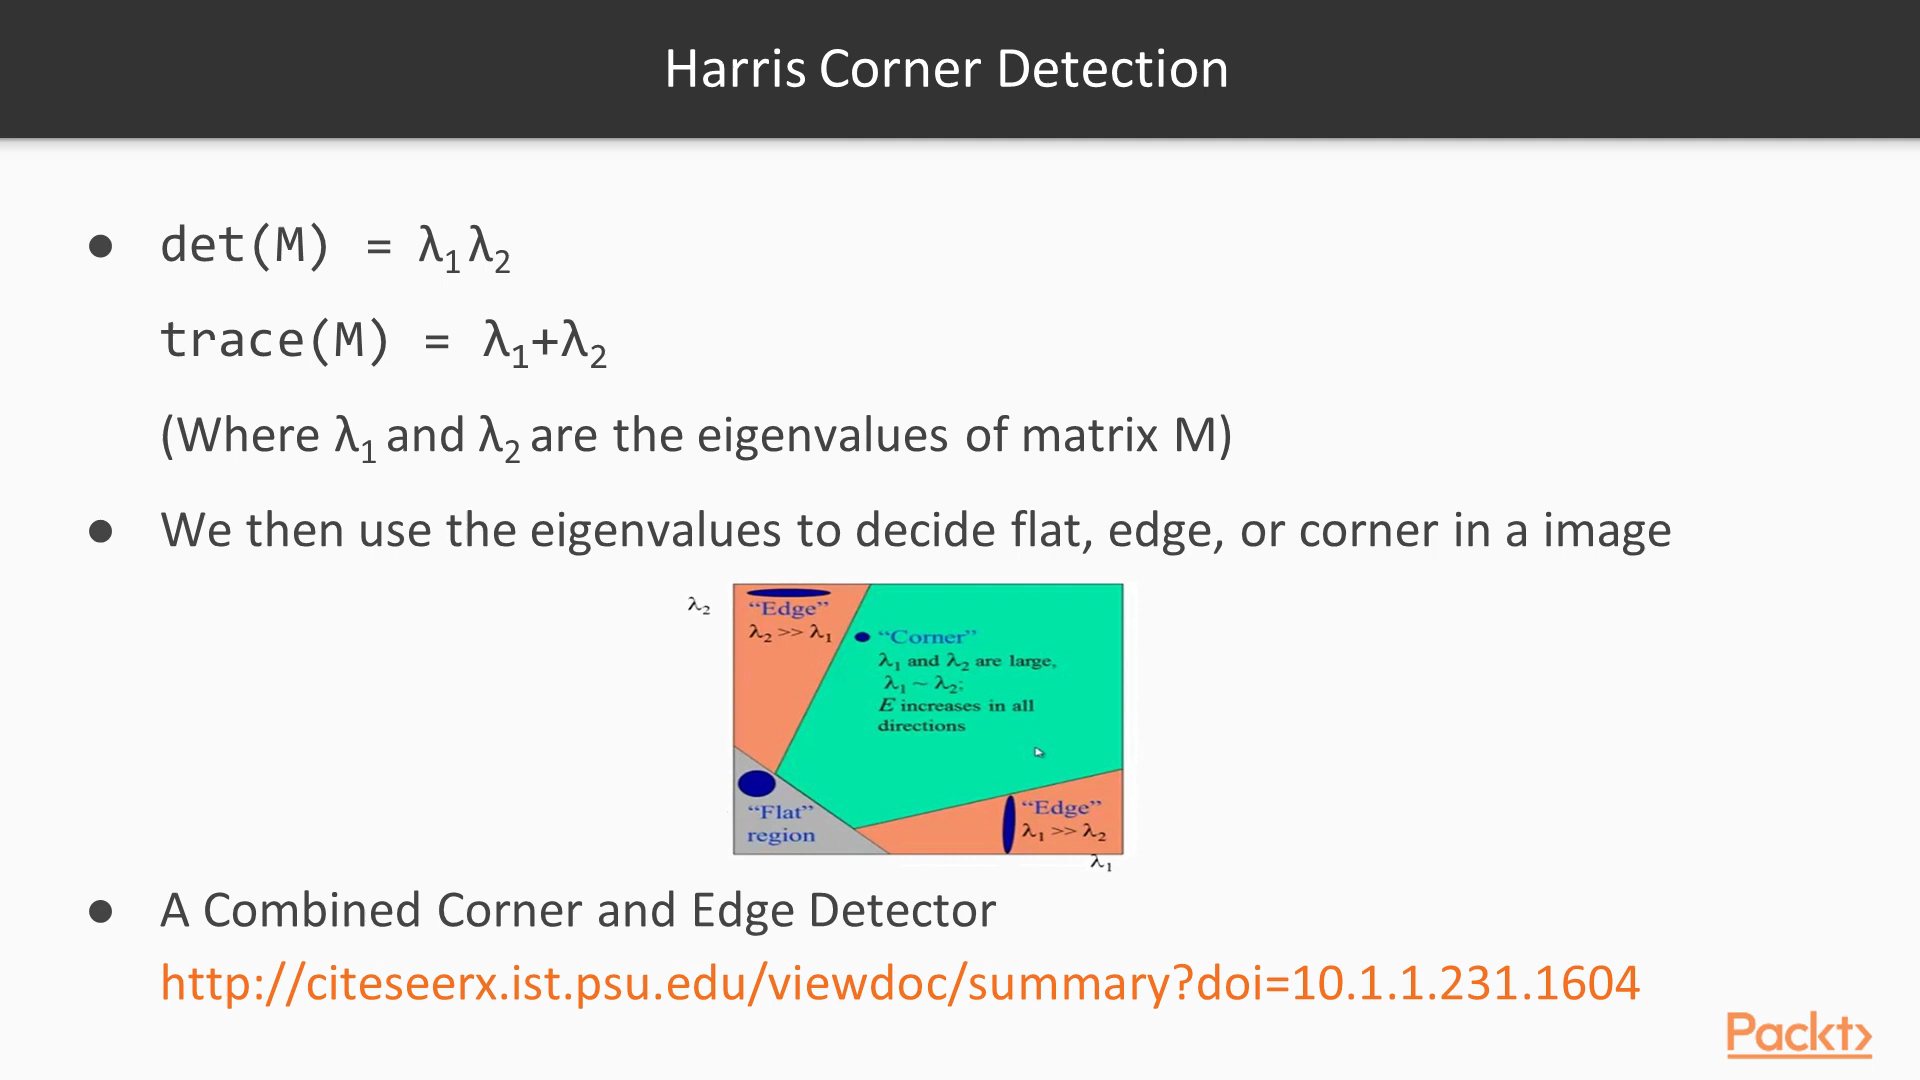 Harris Corner Detection
● det(M) = λ₁λ₂
trace(M) = λ₁+λ₂
(Where λ₁ and λ₂ are the eigenvalues of matrix M)
● We then use the eigenvalues to decide flat, edge, or corner in a image
λ₂
“Edge”
λ₂ >> λ₁
“Corner”
λ₁ and λ₂ are large,
λ₁ ~ λ₂;
E increases in all
directions
“Flat”
region
“Edge”
λ₁ >> λ₂
λ₁
● A Combined Corner and Edge Detector
http://citeseerx.ist.psu.edu/viewdoc/summary?doi=10.1.1.231.1604
Packt>